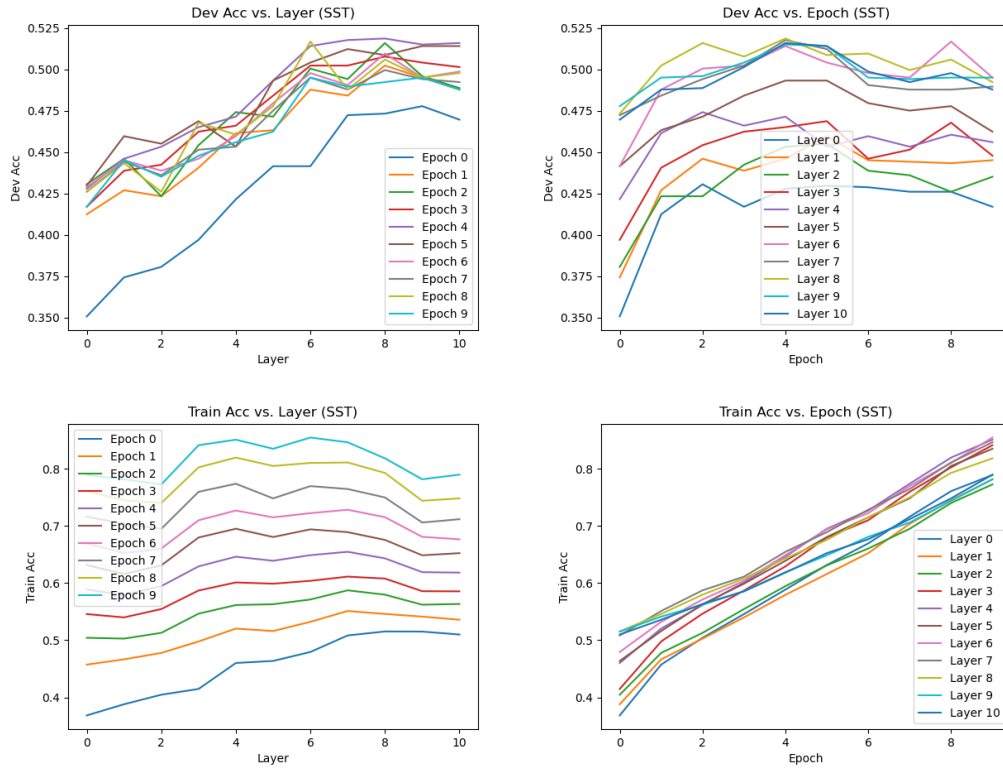 Dev Acc vs. Layer (SST)
0.525
0.500
0.475
0.450
0.425
0.400
0.375
0.350
Dev Acc
0
2
4
6
8
10
Layer
Epoch 0
Epoch 1
Epoch 2
Epoch 3
Epoch 4
Epoch 5
Epoch 6
Epoch 7
Epoch 8
Epoch 9
Dev Acc vs. Epoch (SST)
0.525
0.500
0.475
0.450
0.425
0.400
0.375
0.350
Dev Acc
0
2
4
6
8
Epoch
Layer 0
Layer 1
Layer 2
Layer 3
Layer 4
Layer 5
Layer 6
Layer 7
Layer 8
Layer 9
Layer 10
Train Acc vs. Layer (SST)
0.8
0.7
0.6
0.5
0.4
Train Acc
0
2
4
6
8
10
Layer
Epoch 0
Epoch 1
Epoch 2
Epoch 3
Epoch 4
Epoch 5
Epoch 6
Epoch 7
Epoch 8
Epoch 9
Train Acc vs. Epoch (SST)
0.8
0.7
0.6
0.5
0.4
Train Acc
0
2
4
6
8
Epoch
Layer 0
Layer 1
Layer 2
Layer 3
Layer 4
Layer 5
Layer 6
Layer 7
Layer 8
Layer 9
Layer 10